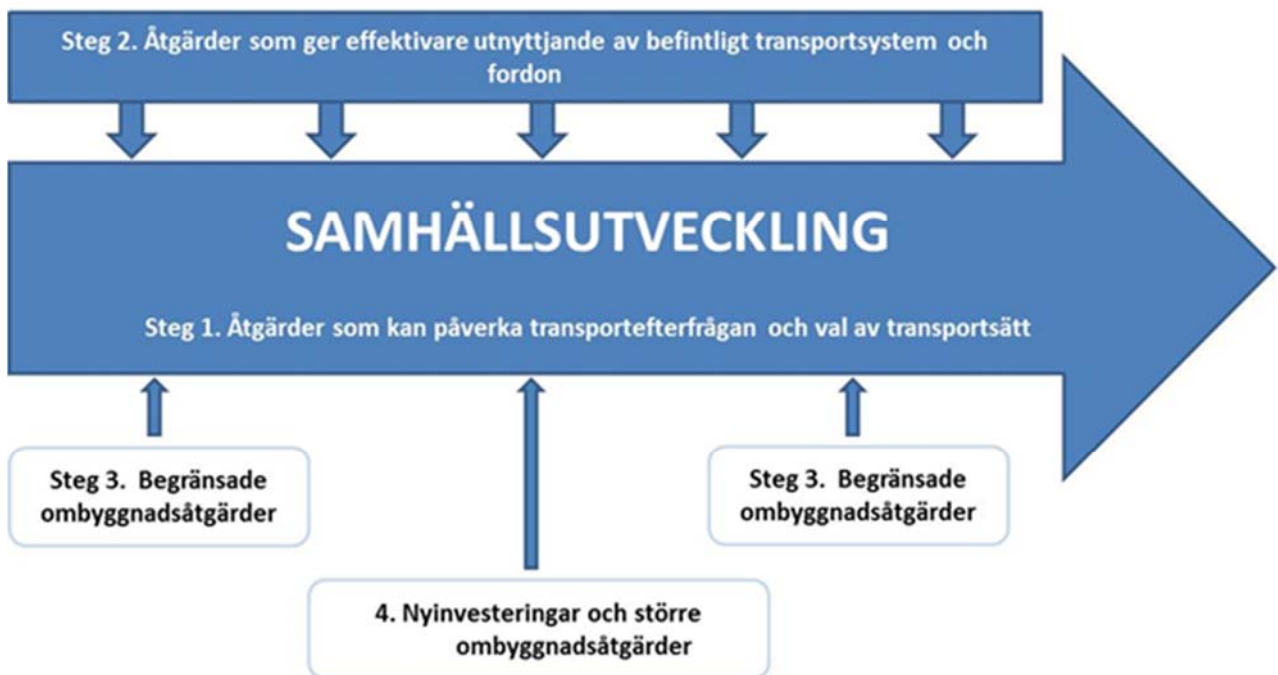 Steg 2. Åtgärder som ger effektivare utnyttjande av befintligt transportsystem och
fordon
SAMHÄLLSUTVECKLING
Steg 1. Åtgärder som kan påverka transportefterfrågan och val av transportsätt
Steg 3. Begränsade
ombyggnadsåtgärder
Steg 3. Begränsade
ombyggnadsåtgärder
4. Nyinvesteringar och större
ombyggnadsåtgärder